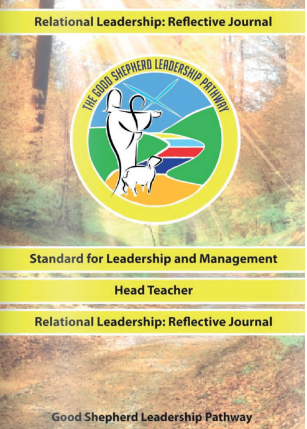 Relational Leadership: Reflective Journal
THE GOOD SHEPHERD LEADERSHIP PATHWAY
Standard for Leadership and Management
Head Teacher
Relational Leadership: Reflective Journal
Good Shepherd Leadership Pathway